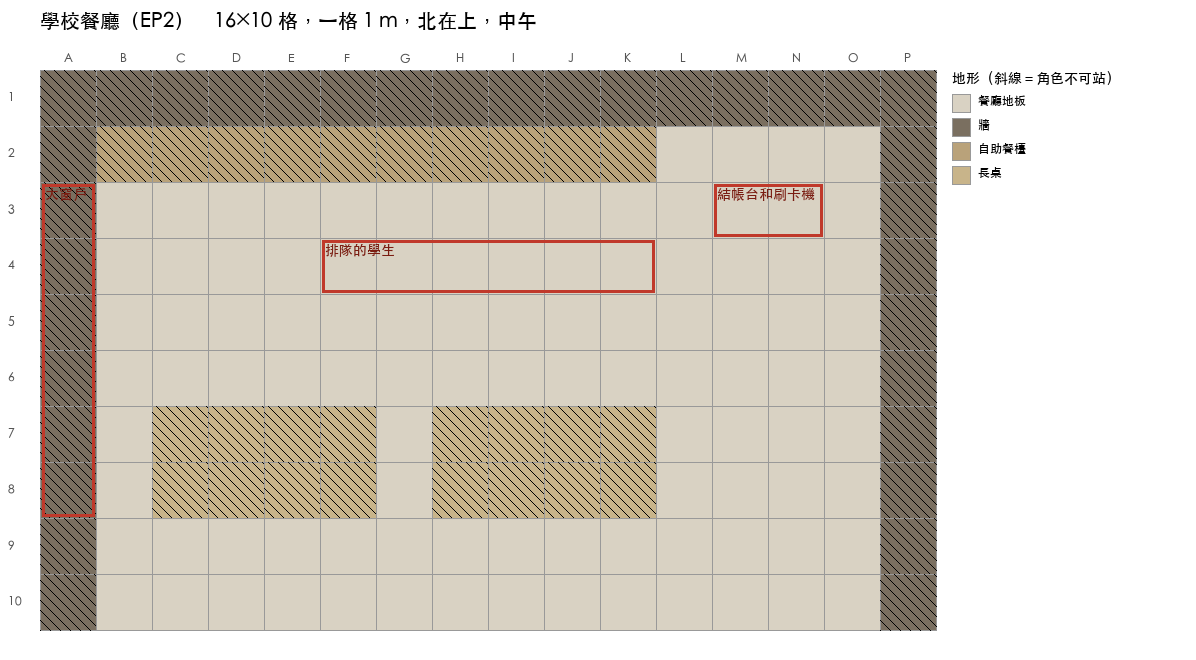 學校餐廳（EP2）　16×10 格，一格 1 m，北在上，中午
A B C D E F G H I J K L M N O P
地形（斜線＝角色不可站）
餐廳地板
牆
自助餐檯
長桌
1
2
3
4
5
6
7
8
9
10
大窗戶
結帳台和刷卡機
排隊的學生